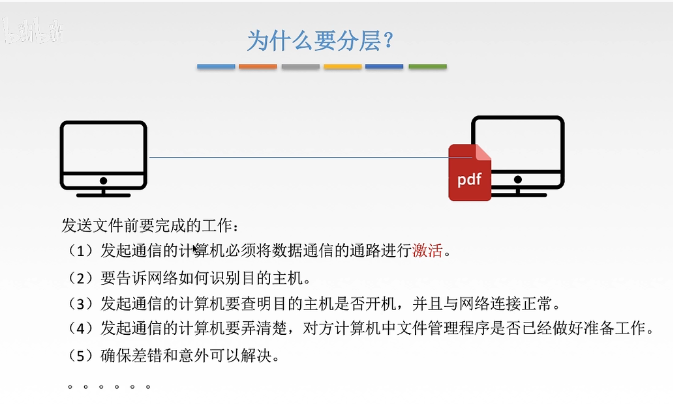 为什么要分层？
pdf
发送文件前要完成的工作：
（1）发起通信的计算机必须将数据通信的通路进行激活。
（2）要告诉网络如何识别目的主机。
（3）发起通信的计算机要查明目的主机是否开机，并且与网络连接正常。
（4）发起通信的计算机要弄清楚，对方计算机中文件管理程序是否已经做好准备工作。
（5）确保差错和意外可以解决。
。。。。。。